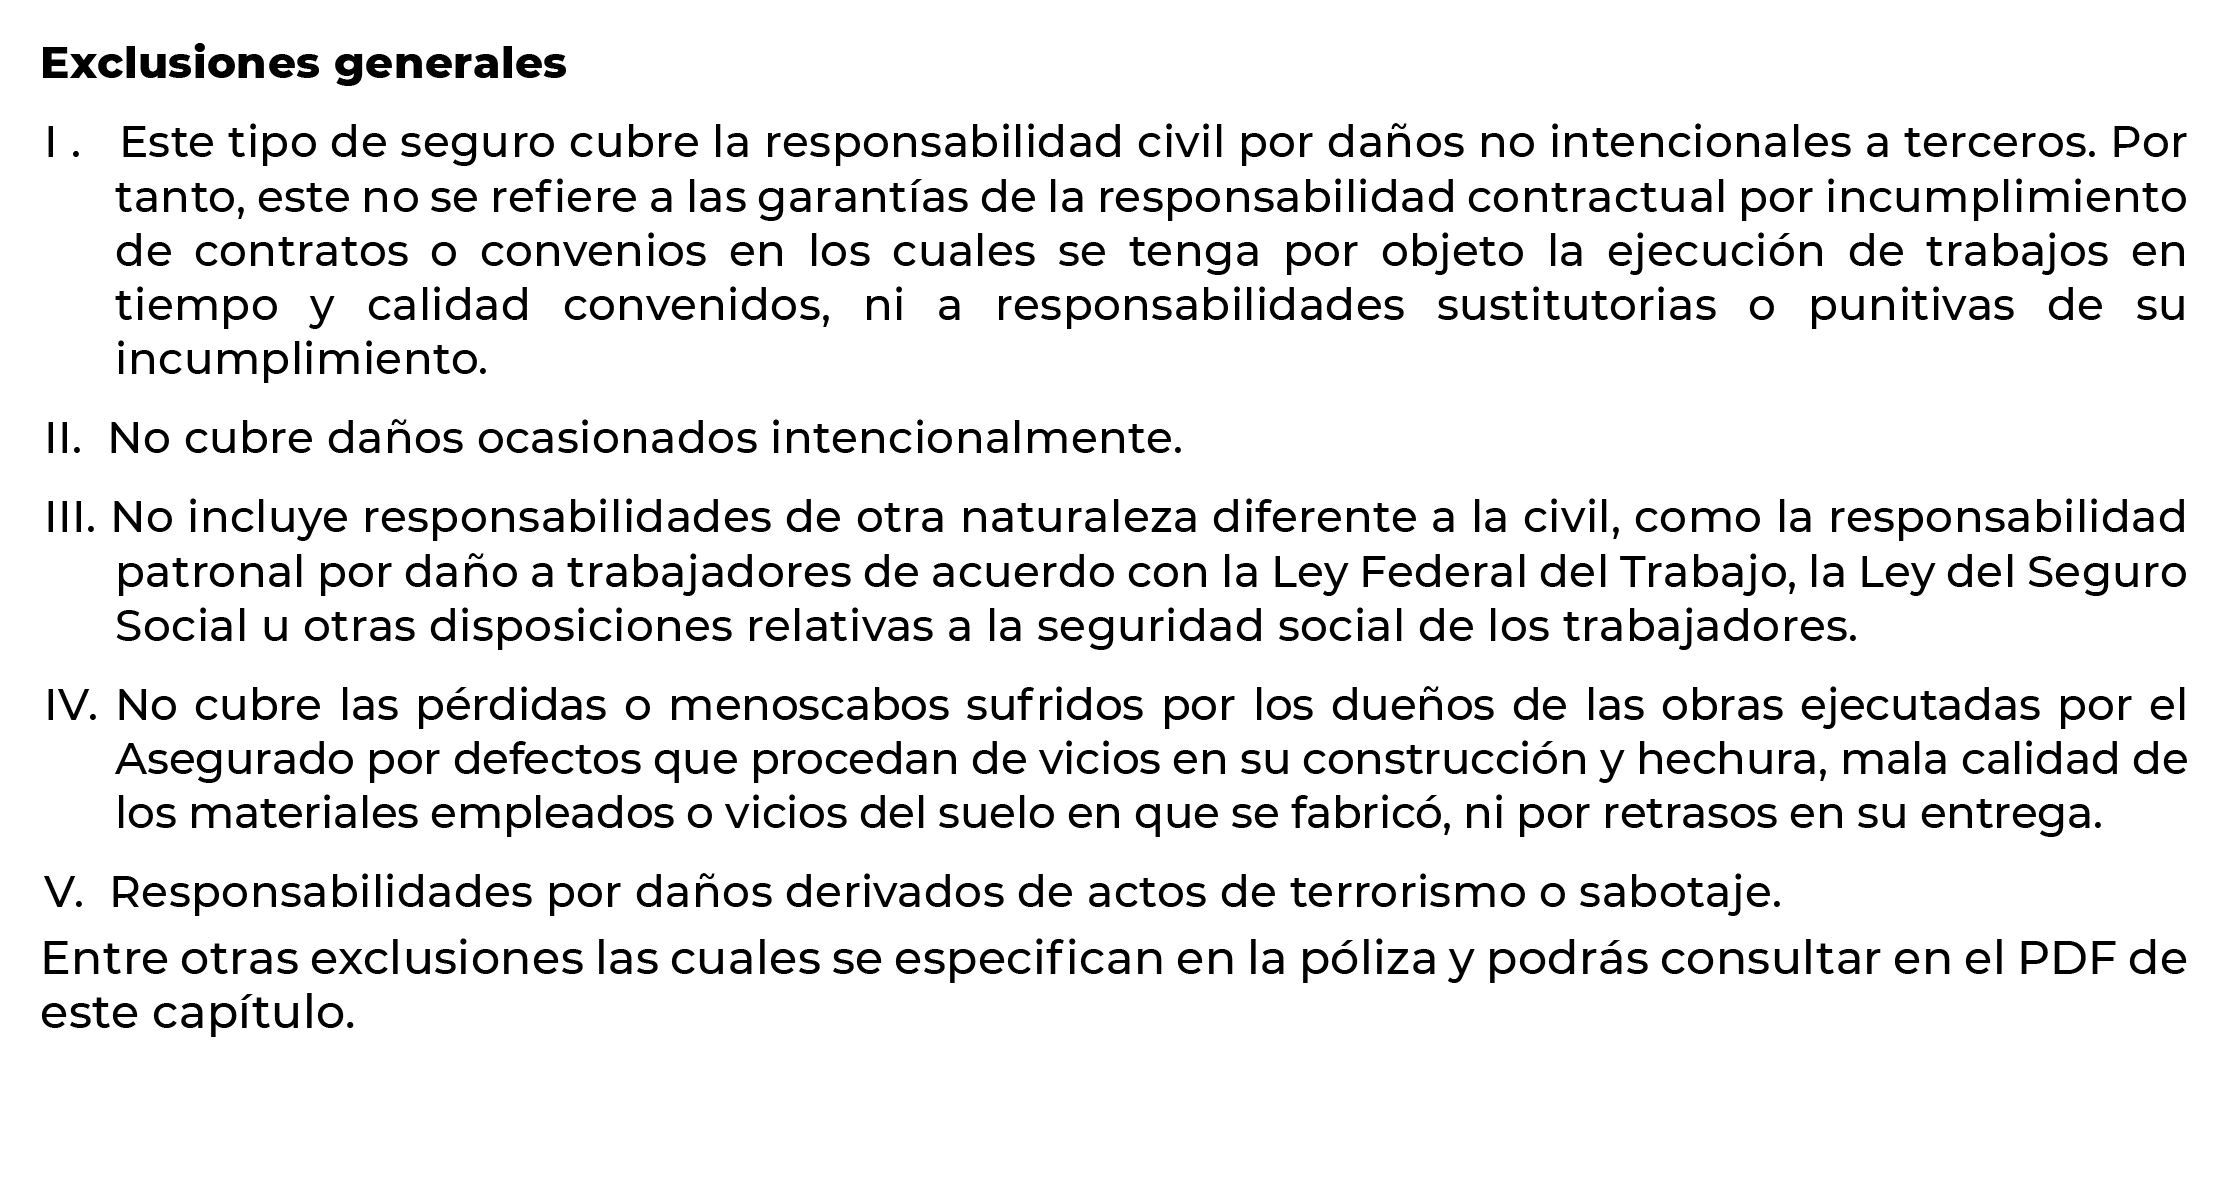 Exclusiones generales
I . Este tipo de seguro cubre la responsabilidad civil por daños no intencionales a terceros. Por
tanto, este no se refiere a las garantías de la responsabilidad contractual por incumplimiento
de contratos o convenios en los cuales se tenga por objeto la ejecución de trabajos en
tiempo y calidad convenidos, ni a responsabilidades sustitutorias o punitivas de su
incumplimiento.
II. No cubre daños ocasionados intencionalmente.
III. No incluye responsabilidades de otra naturaleza diferente a la civil, como la responsabilidad
patronal por daño a trabajadores de acuerdo con la Ley Federal del Trabajo, la Ley del Seguro
Social u otras disposiciones relativas a la seguridad social de los trabajadores.
IV. No cubre las pérdidas o menoscabos sufridos por los dueños de las obras ejecutadas por el
Asegurado por defectos que procedan de vicios en su construcción y hechura, mala calidad de
los materiales empleados o vicios del suelo en que se fabricó, ni por retrasos en su entrega.
V. Responsabilidades por daños derivados de actos de terrorismo o sabotaje.
Entre otras exclusiones las cuales se especifican en la póliza y podrás consultar en el PDF de
este capítulo.